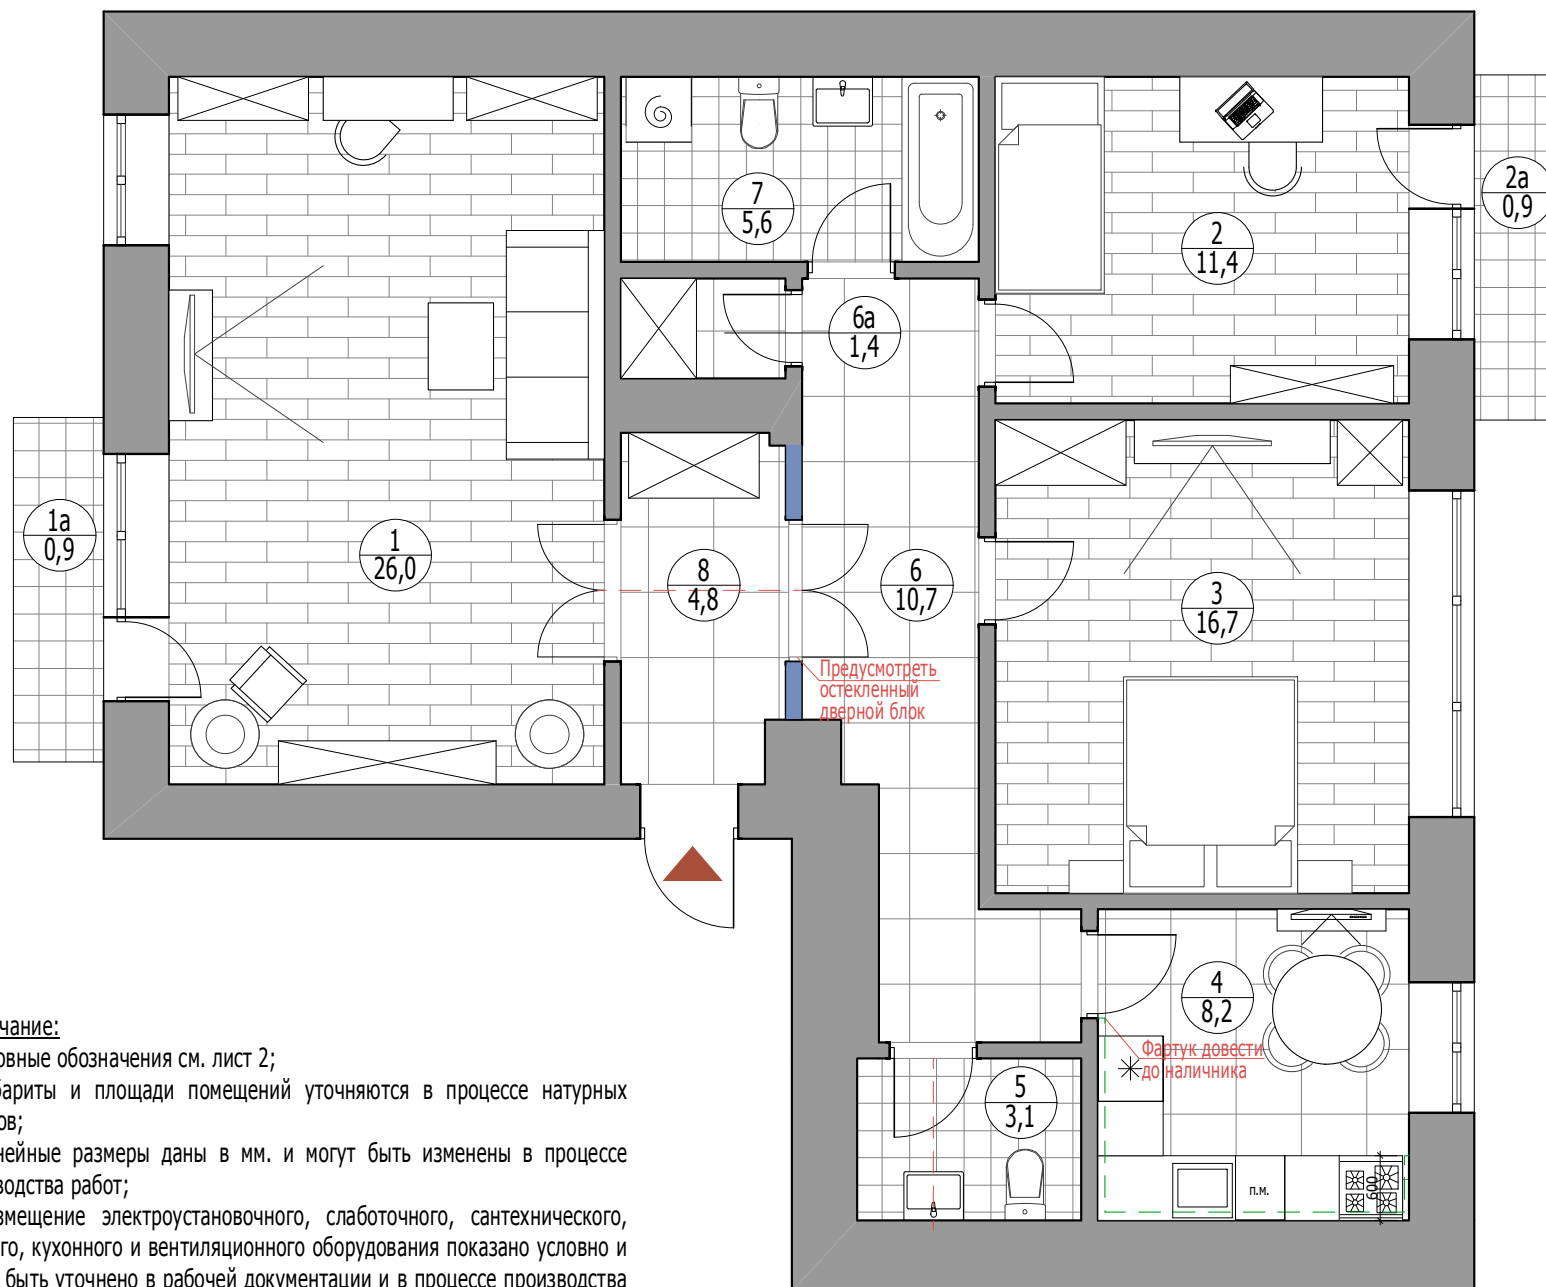 7
5,6
2
11,4
2а
0,9
6а
1,4
1а
0,9
1
26,0
8
4,8
6
10,7
3
16,7
Предусмотреть
остекленный
дверной блок
4
8,2
Фартук довести
до наличника
5
3,1
п.м.
600
чание:
овные обозначения см. лист 2;
бариты и площади помещений уточняются в процессе натурных
ов;
нейные размеры даны в мм. и могут быть изменены в процессе
водства работ;
змещение электроустановочного, слаботочного, сантехнического,
го, кухонного и вентиляционного оборудования показано условно и
быть уточнено в рабочей документации и в процессе производства